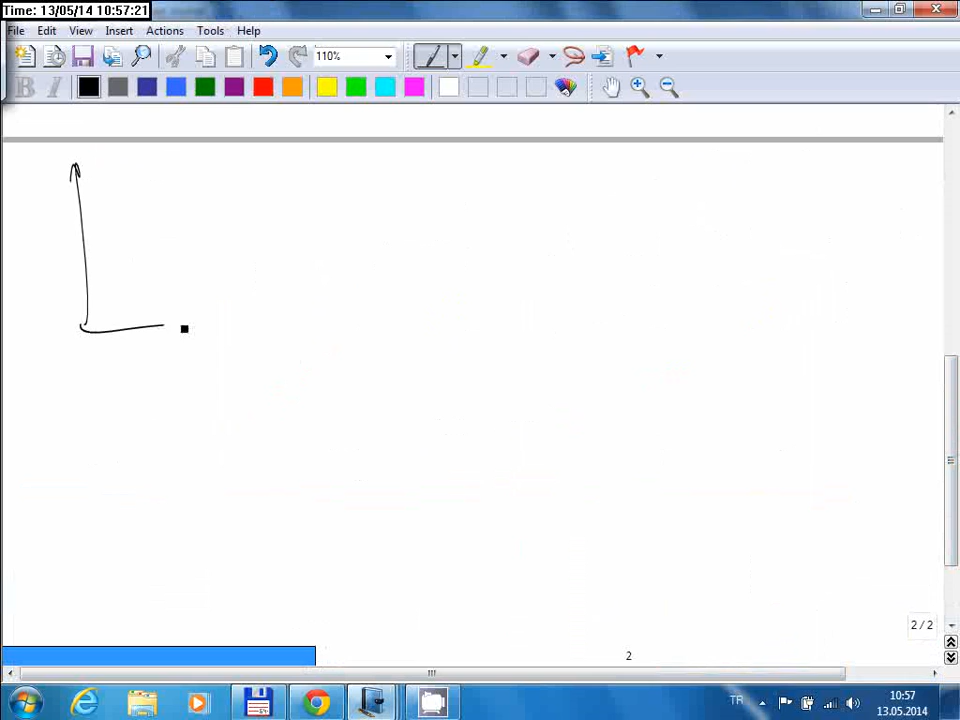 Time: 13/05/14 10:57:21
File Edit View Insert Actions Tools Help
110%
B I
2 / 2
2
TR
10:57
13.05.2014